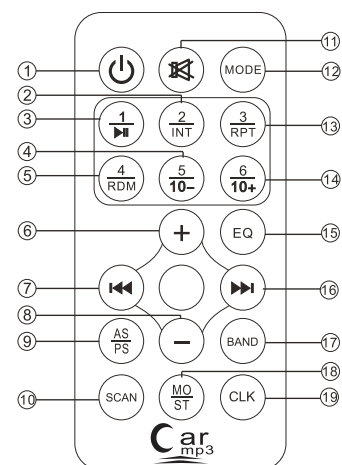 11
1
MODE
12
2
3
1
2
INT
3
RPT
13
4
5
4
RDM
5
10–
6
10+
14
6
+
EQ
15
7
16
8
–
9
AS
PS
BAND
17
18
10
SCAN
MO
ST
CLK
19
Car
mp3